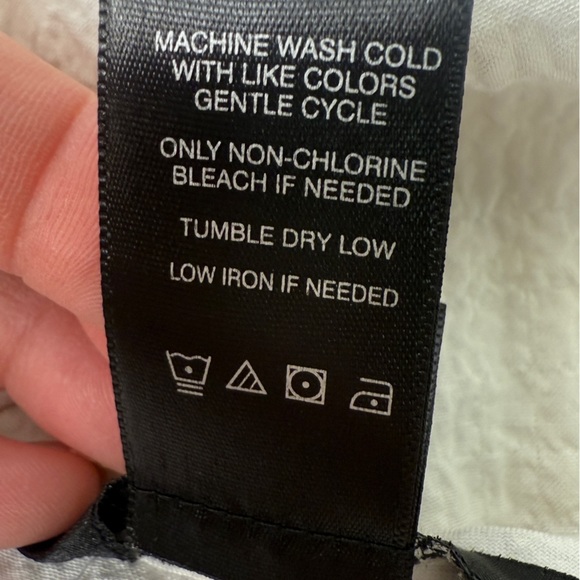 MACHINE WASH COLD
WITH LIKE COLORS
GENTLE CYCLE
ONLY NON-CHLORINE
BLEACH IF NEEDED
TUMBLE DRY LOW
LOW IRON IF NEEDED